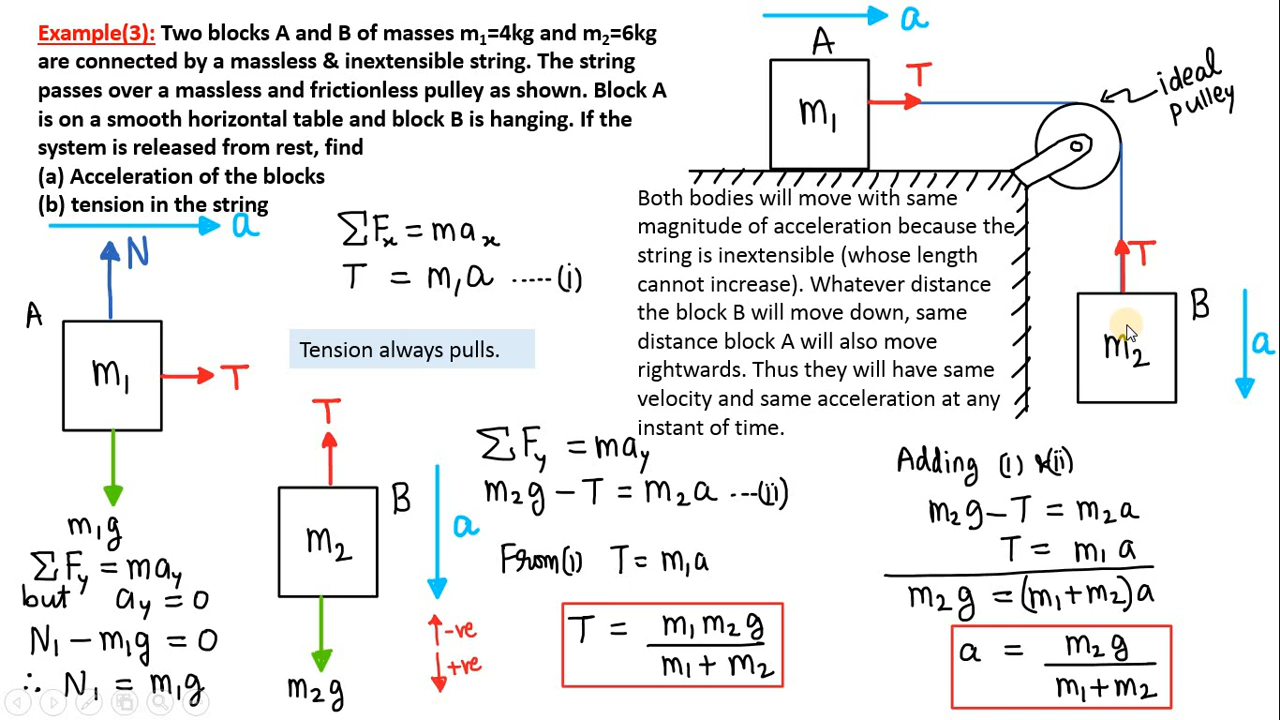 Example(3): Two blocks A and B of masses m₁=4kg and m₂=6kg
are connected by a massless & inextensible string. The string
passes over a massless and frictionless pulley as shown. Block A
is on a smooth horizontal table and block B is hanging. If the
system is released from rest, find
(a) Acceleration of the blocks
(b) tension in the string
a
A
T
m₁
ideal
pulley
T
B
m₂
a
Both bodies will move with same
magnitude of acceleration because the
string is inextensible (whose length
cannot increase). Whatever distance
the block B will move down, same
distance block A will also move
rightwards. Thus they will have same
velocity and same acceleration at any
instant of time.
a
N
A
m₁
T
m₁g
ΣFy = may
but ay = 0
N₁ − m₁g = 0
∴ N₁ = m₁g
ΣFx = max
T = m₁a .....(i)
Tension always pulls.
T
B
m₂
a
m₂g
-ve
+ve
ΣFy = may
m₂g − T = m₂a ...(ii)
From(i) T = m₁a
T = m₁m₂g / m₁ + m₂
Adding (i) & (ii)
m₂g − T = m₂a
T = m₁a
m₂g = (m₁+m₂)a
a = m₂g / m₁+m₂